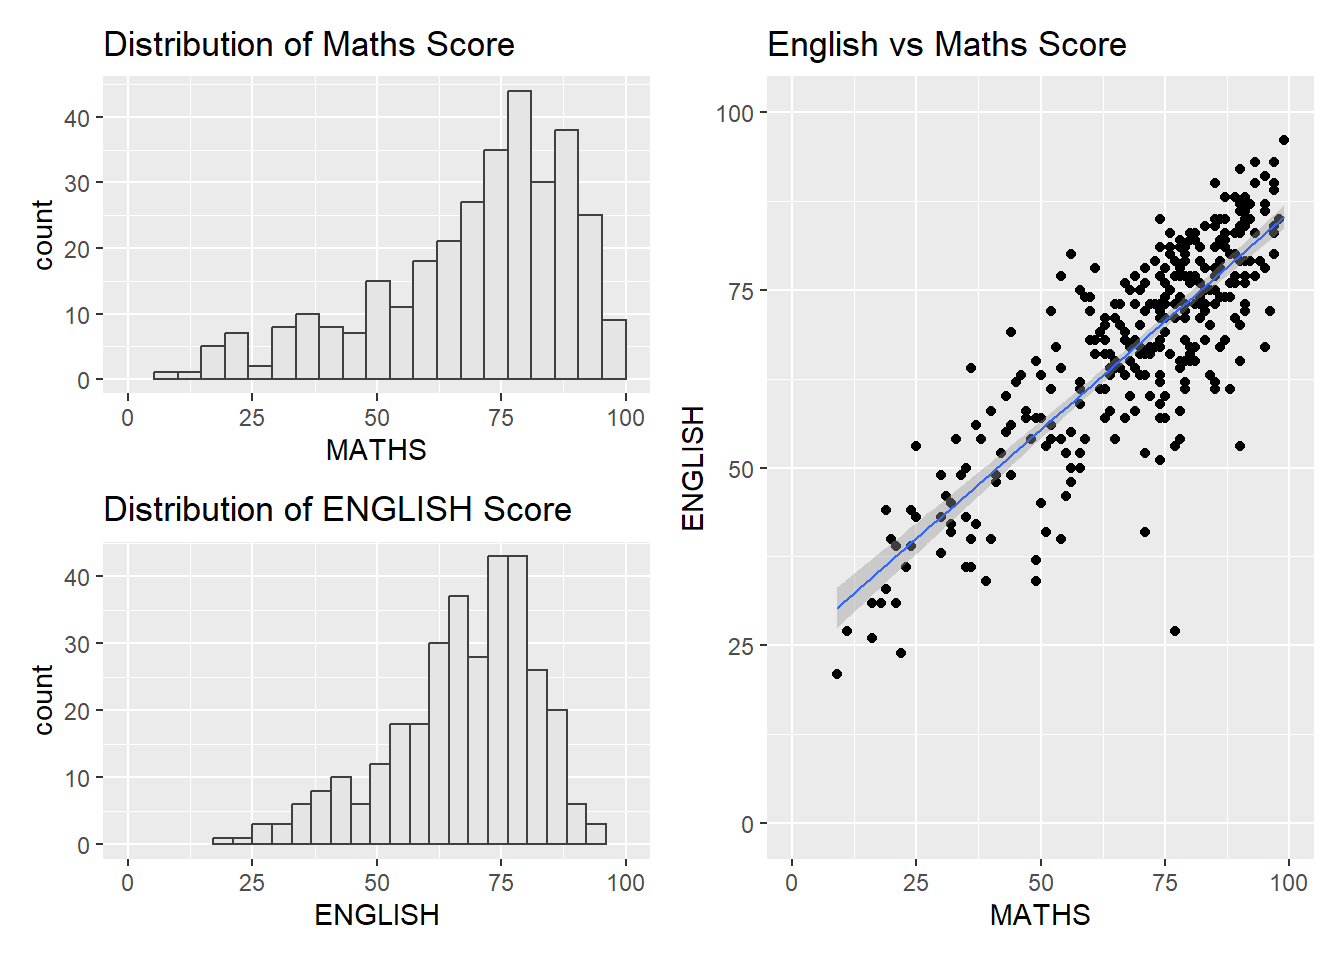 Distribution of Maths Score
40
30
20
10
0
count
0 25 50 75 100
MATHS
Distribution of ENGLISH Score
40
30
20
10
0
count
0 25 50 75 100
ENGLISH
English vs Maths Score
100
75
50
25
0
ENGLISH
0 25 50 75 100
MATHS